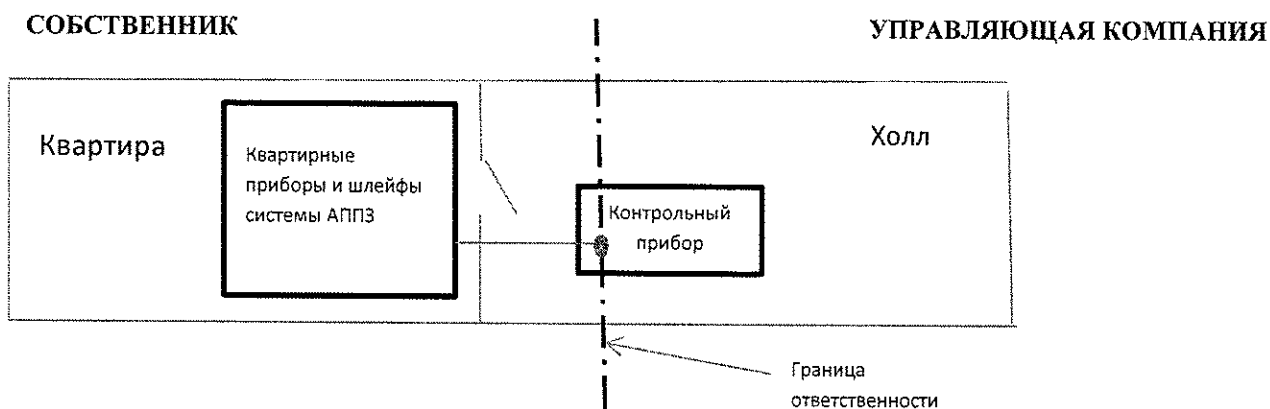 СОБСТВЕННИК
УПРАВЛЯЮЩАЯ КОМПАНИЯ
Квартира
Квартирные
приборы и шлейфы
системы АППЗ
Холл
Контрольный
прибор
Граница
ответственности